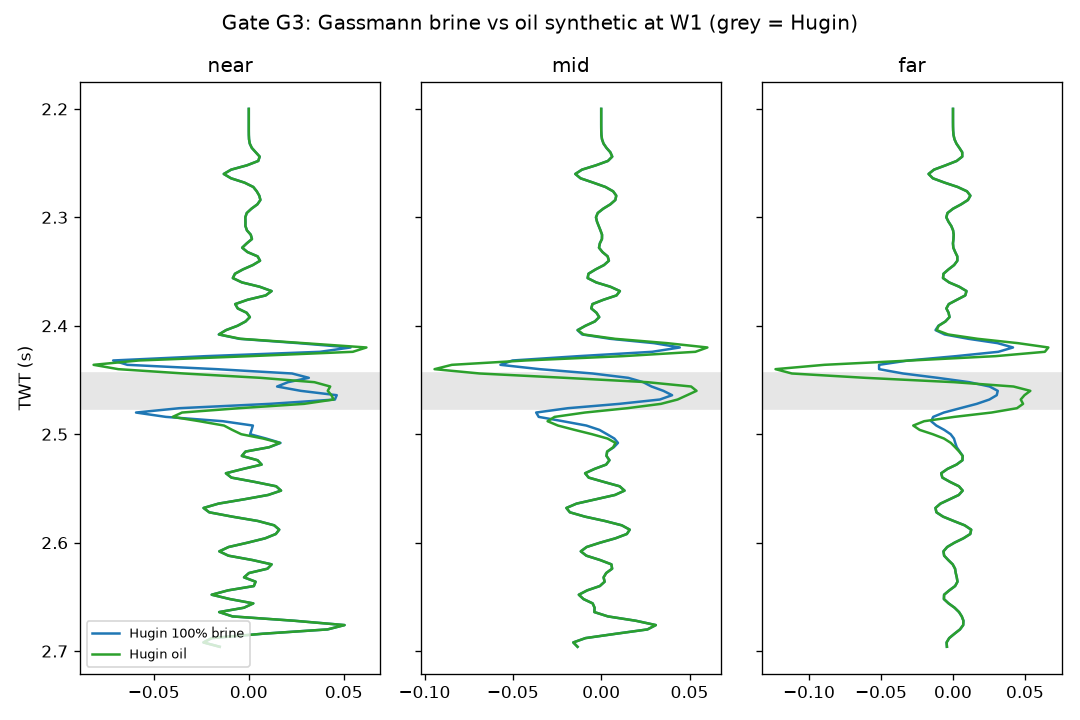 Gate G3: Gassmann brine vs oil synthetic at W1 (grey = Hugin)
near
mid
far
TWT (s)
2.2
2.3
2.4
2.5
2.6
2.7
Hugin 100% brine
Hugin oil
−0.05 0.00 0.05
−0.10 −0.05 0.00 0.05
−0.10 −0.05 0.00 0.05